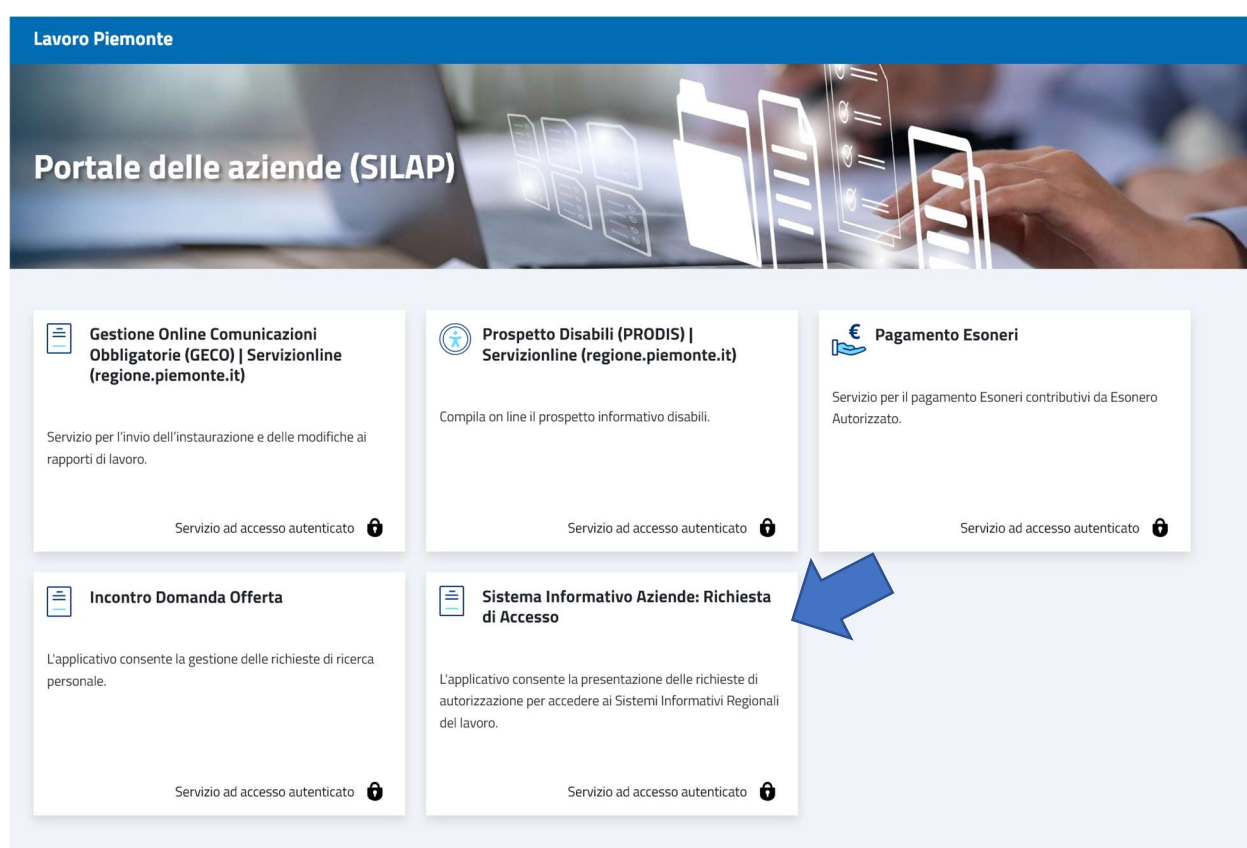 Lavoro Piemonte
Portale delle aziende (SILAP)
Gestione Online Comunicazioni
Obbligatorie (GECO) | Servizionline
(regione.piemonte.it)
Servizio per l'invio dell'instaurazione e delle modifiche ai
rapporti di lavoro.
Servizio ad accesso autenticato
Prospetto Disabili (PRODIS) |
Servizionline (regione.piemonte.it)
Compila on line il prospetto informativo disabili.
Servizio ad accesso autenticato
Pagamento Esoneri
Servizio per il pagamento Esoneri contributivi da Esonero
Autorizzato.
Servizio ad accesso autenticato
Incontro Domanda Offerta
L'applicativo consente la gestione delle richieste di ricerca
personale.
Servizio ad accesso autenticato
Sistema Informativo Aziende: Richiesta
di Accesso
L'applicativo consente la presentazione delle richieste di
autorizzazione per accedere ai Sistemi Informativi Regionali
del lavoro.
Servizio ad accesso autenticato